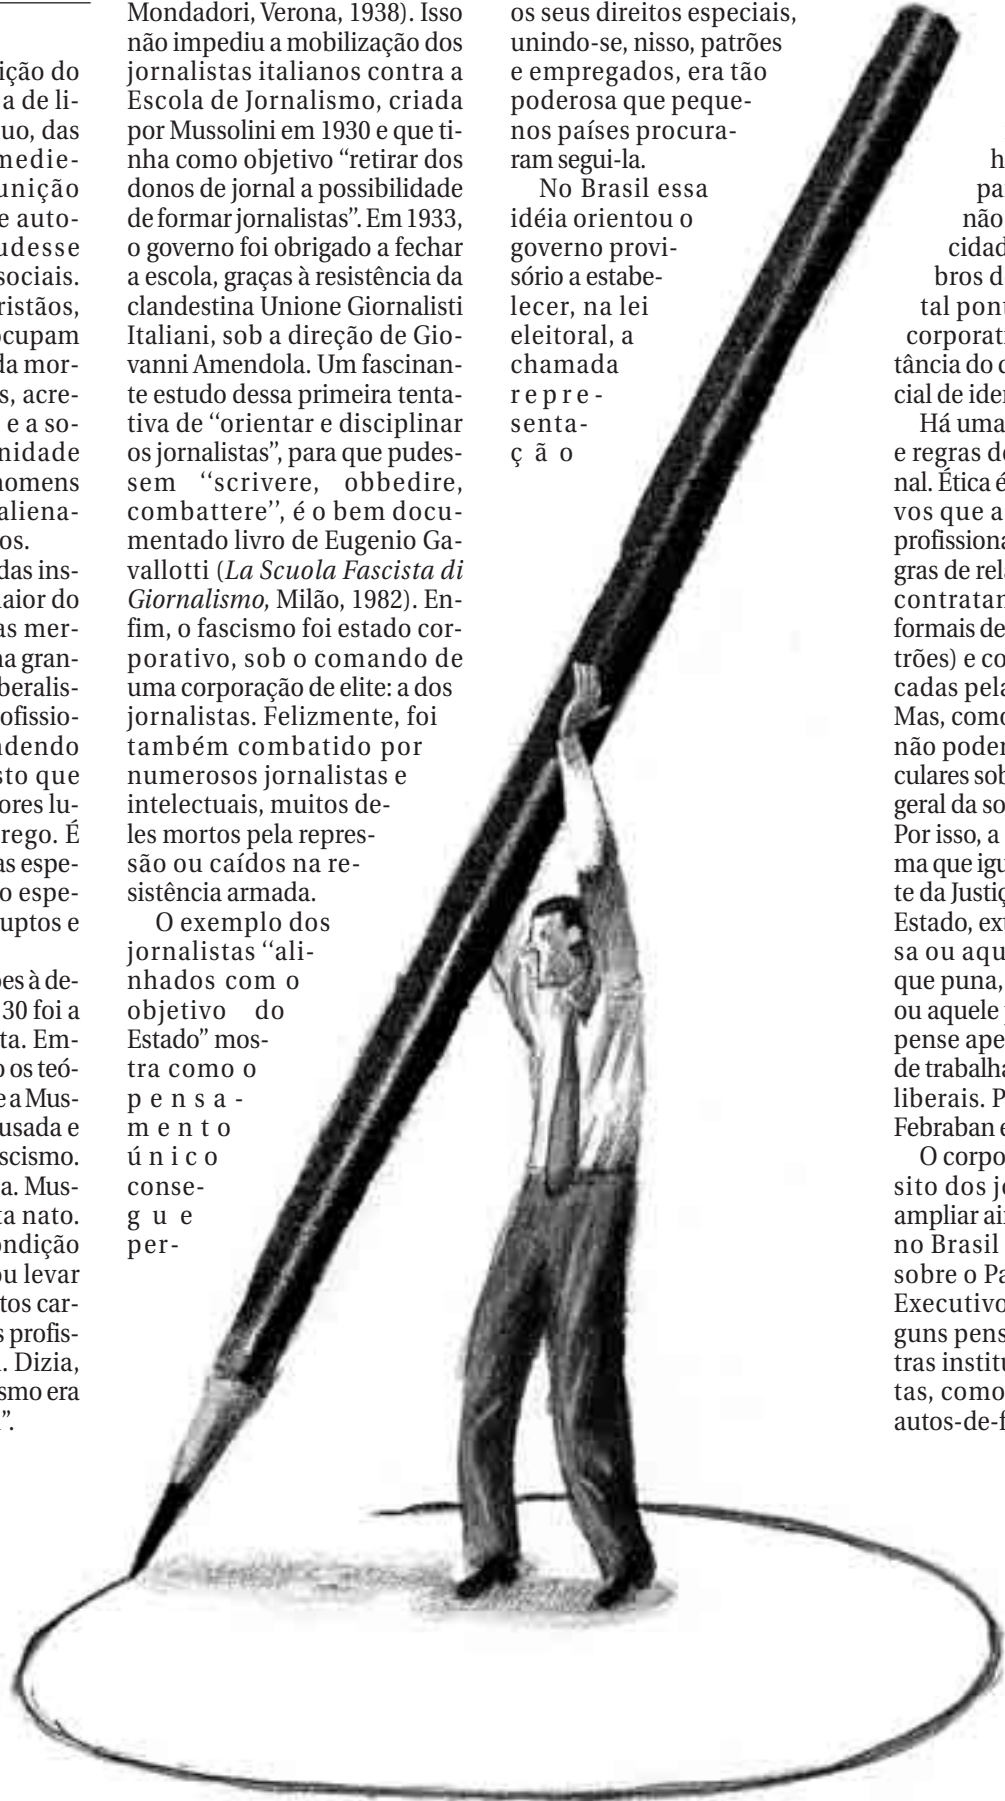 ição do
a de li-
uo, das
medie-
unição
e auto-
udesse
sociais.
ristãos,
ocupam
da mor-
s, acre-
e a so-
nidade
homens
aliena-
os.
das ins-
naior do
as mer-
na gran-
beralis-
ofissio-
ndendo
sto que
ores lu-
rego. É
as espe-
o espe-
uptos e
bes à de-
30 foi a
ta. Em-
o os teó-
e a Mus-
usada e
scismo.
a. Mus-
ta nato.
ondição
ou levar
tos car-
s profis-
. Dizia,
smo era
”.
Mondadori, Verona, 1938). Isso
não impediu a mobilização dos
jornalistas italianos contra a
Escola de Jornalismo, criada
por Mussolini em 1930 e que ti-
nha como objetivo “retirar dos
donos de jornal a possibilidade
de formar jornalistas”. Em 1933,
o governo foi obrigado a fechar
a escola, graças à resistência da
clandestina Unione Giornalisti
Italiani, sob a direção de Gio-
vanni Amendola. Um fascinan-
te estudo dessa primeira tenta-
tiva de ‘‘orientar e disciplinar
os jornalistas”, para que pudes-
sem ‘‘scrivere, obbedire,
combattere’’, é o bem docu-
mentado livro de Eugenio Ga-
vallotti (La Scuola Fascista di
Giornalismo, Milão, 1982). En-
fim, o fascismo foi estado cor-
porativo, sob o comando de
uma corporação de elite: a dos
jornalistas. Felizmente, foi
também combatido por
numerosos jornalistas e
intelectuais, muitos de-
les mortos pela repres-
são ou caídos na re-
sistência armada.
O exemplo dos
jornalistas ‘‘ali-
nhados com o
objetivo do
Estado” mos-
tra como o
pensa-
mento
único
conse-
gue
per-
os seus direitos especiais,
unindo-se, nisso, patrões
e empregados, era tão
poderosa que peque-
nos países procura-
ram segui-la.
No Brasil essa
idéia orientou o
governo provi-
sório a estabe-
lecer, na lei
eleitoral, a
chamada
repre-
senta-
ção
h
pa
não
cidad
bros d
tal pont
corporati
tância do c
cial de ider
Há uma
e regras de
nal. Ética é
vos que a
profissiona
gras de rela
contratan
formais de
trões) e co
cadas pela
Mas, como
não poder
culares sob
geral da so
Por isso, a
ma que igu
te da Justiç
Estado, ext
sa ou aqu
que puna,
ou aquele
pense ape
de trabalha
liberais. P
Febraban e
O corpo
sito dos jo
ampliar ain
no Brasil
sobre o Pa
Executivo
guns pens
tras institu
tas, como
autos-de-f